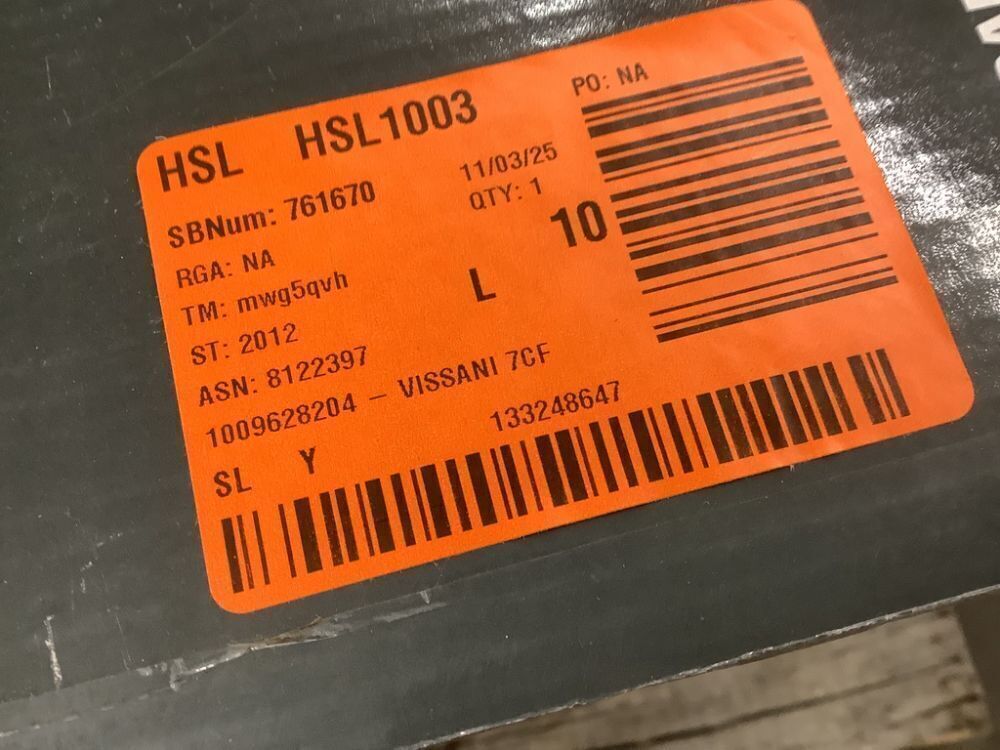 HSL HSL1003
PO: NA
SBNum: 761670
11/03/25
RGA: NA
QTY: 1
10
TM: mwg5qvh
L
ST: 2012
ASN: 8122397
1009628204 – VISSANI 7CF
SL Y
133248647